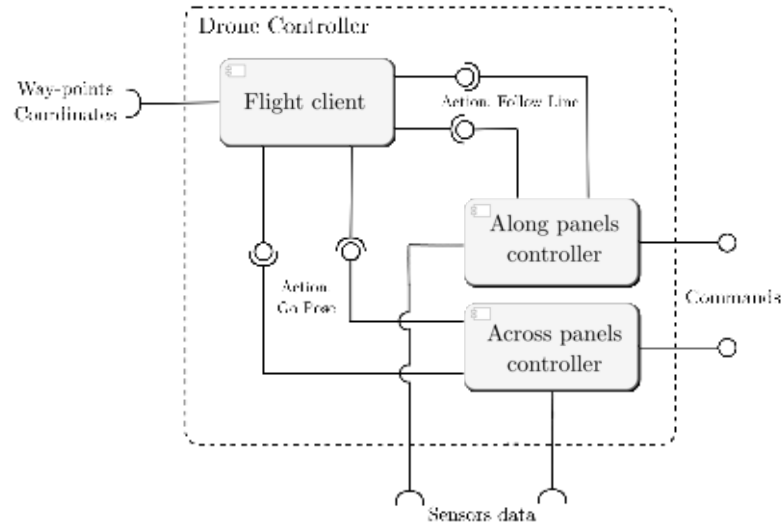 Drone Controller
Way-points
Coordinates
Flight client
Action. Follow Line
Along panels
controller
Action.
Go Pose
Commands
Across panels
controller
Sensors data